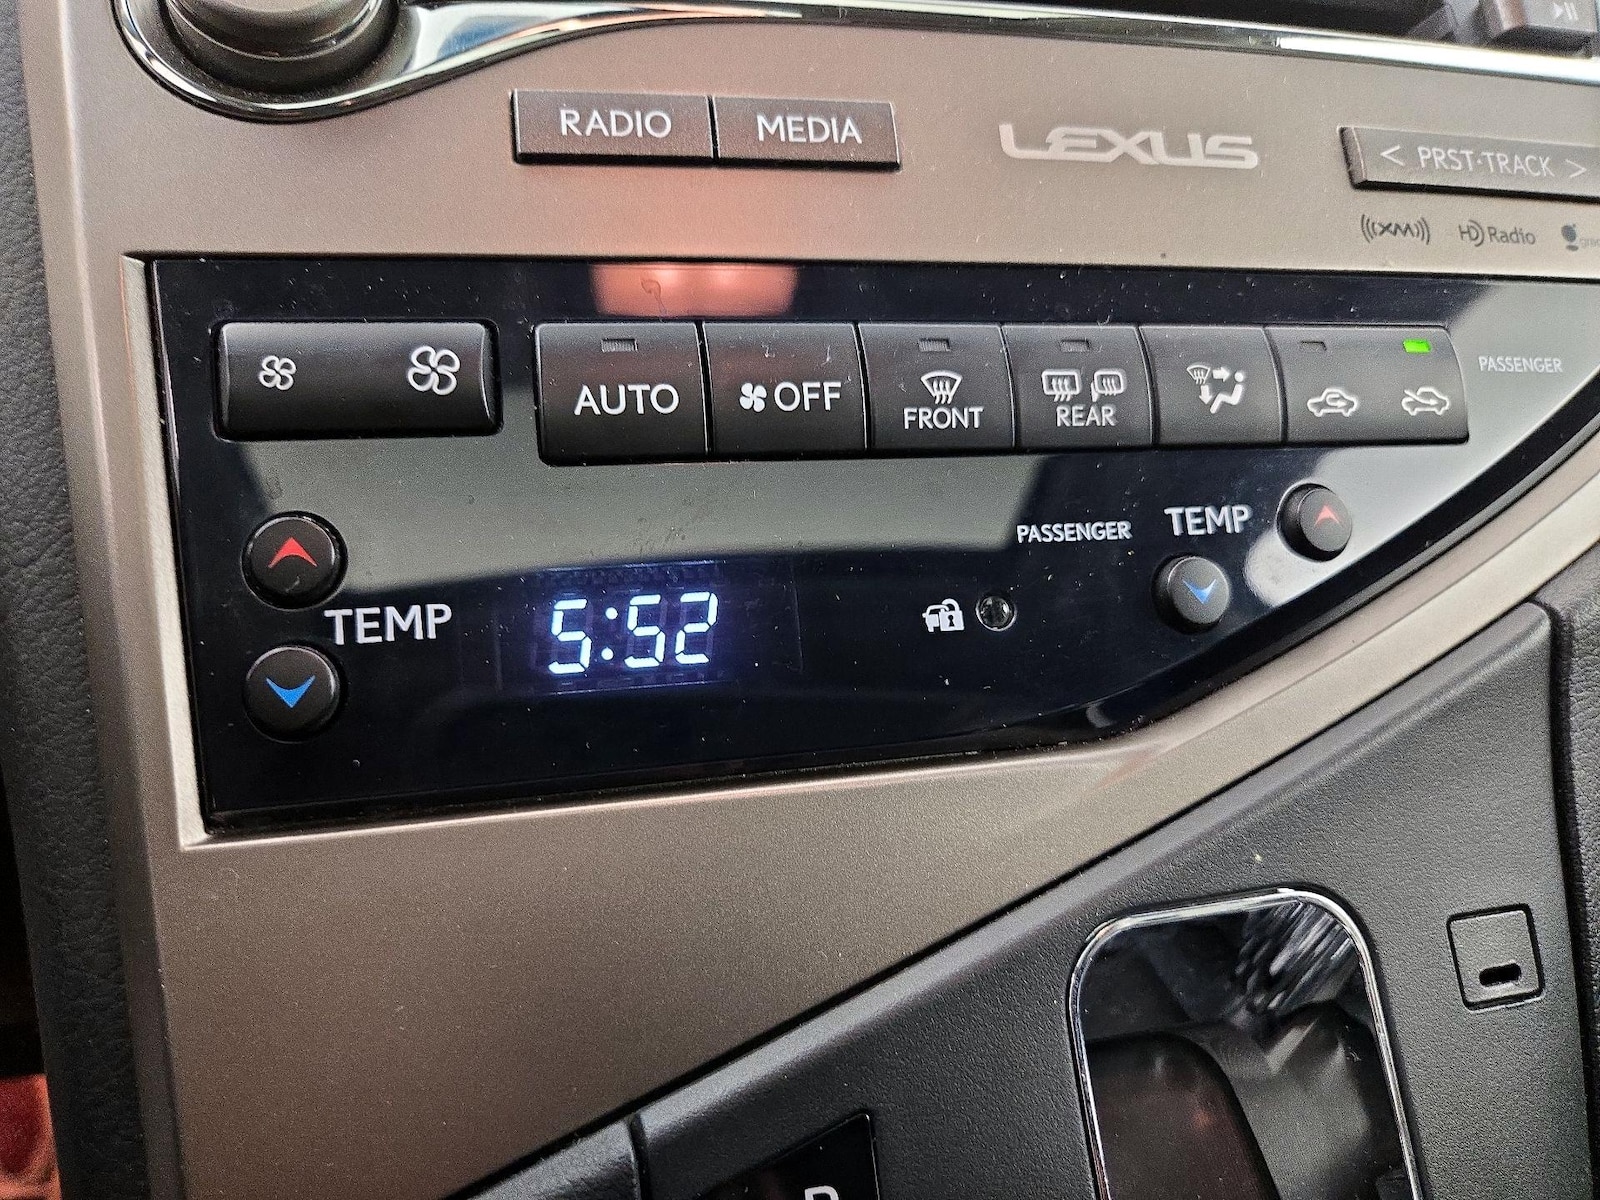 RADIO MEDIA LEXUS < PRST·TRACK >
((XM)) HD Radio
AUTO OFF FRONT REAR PASSENGER
PASSENGER TEMP
TEMP 5:52